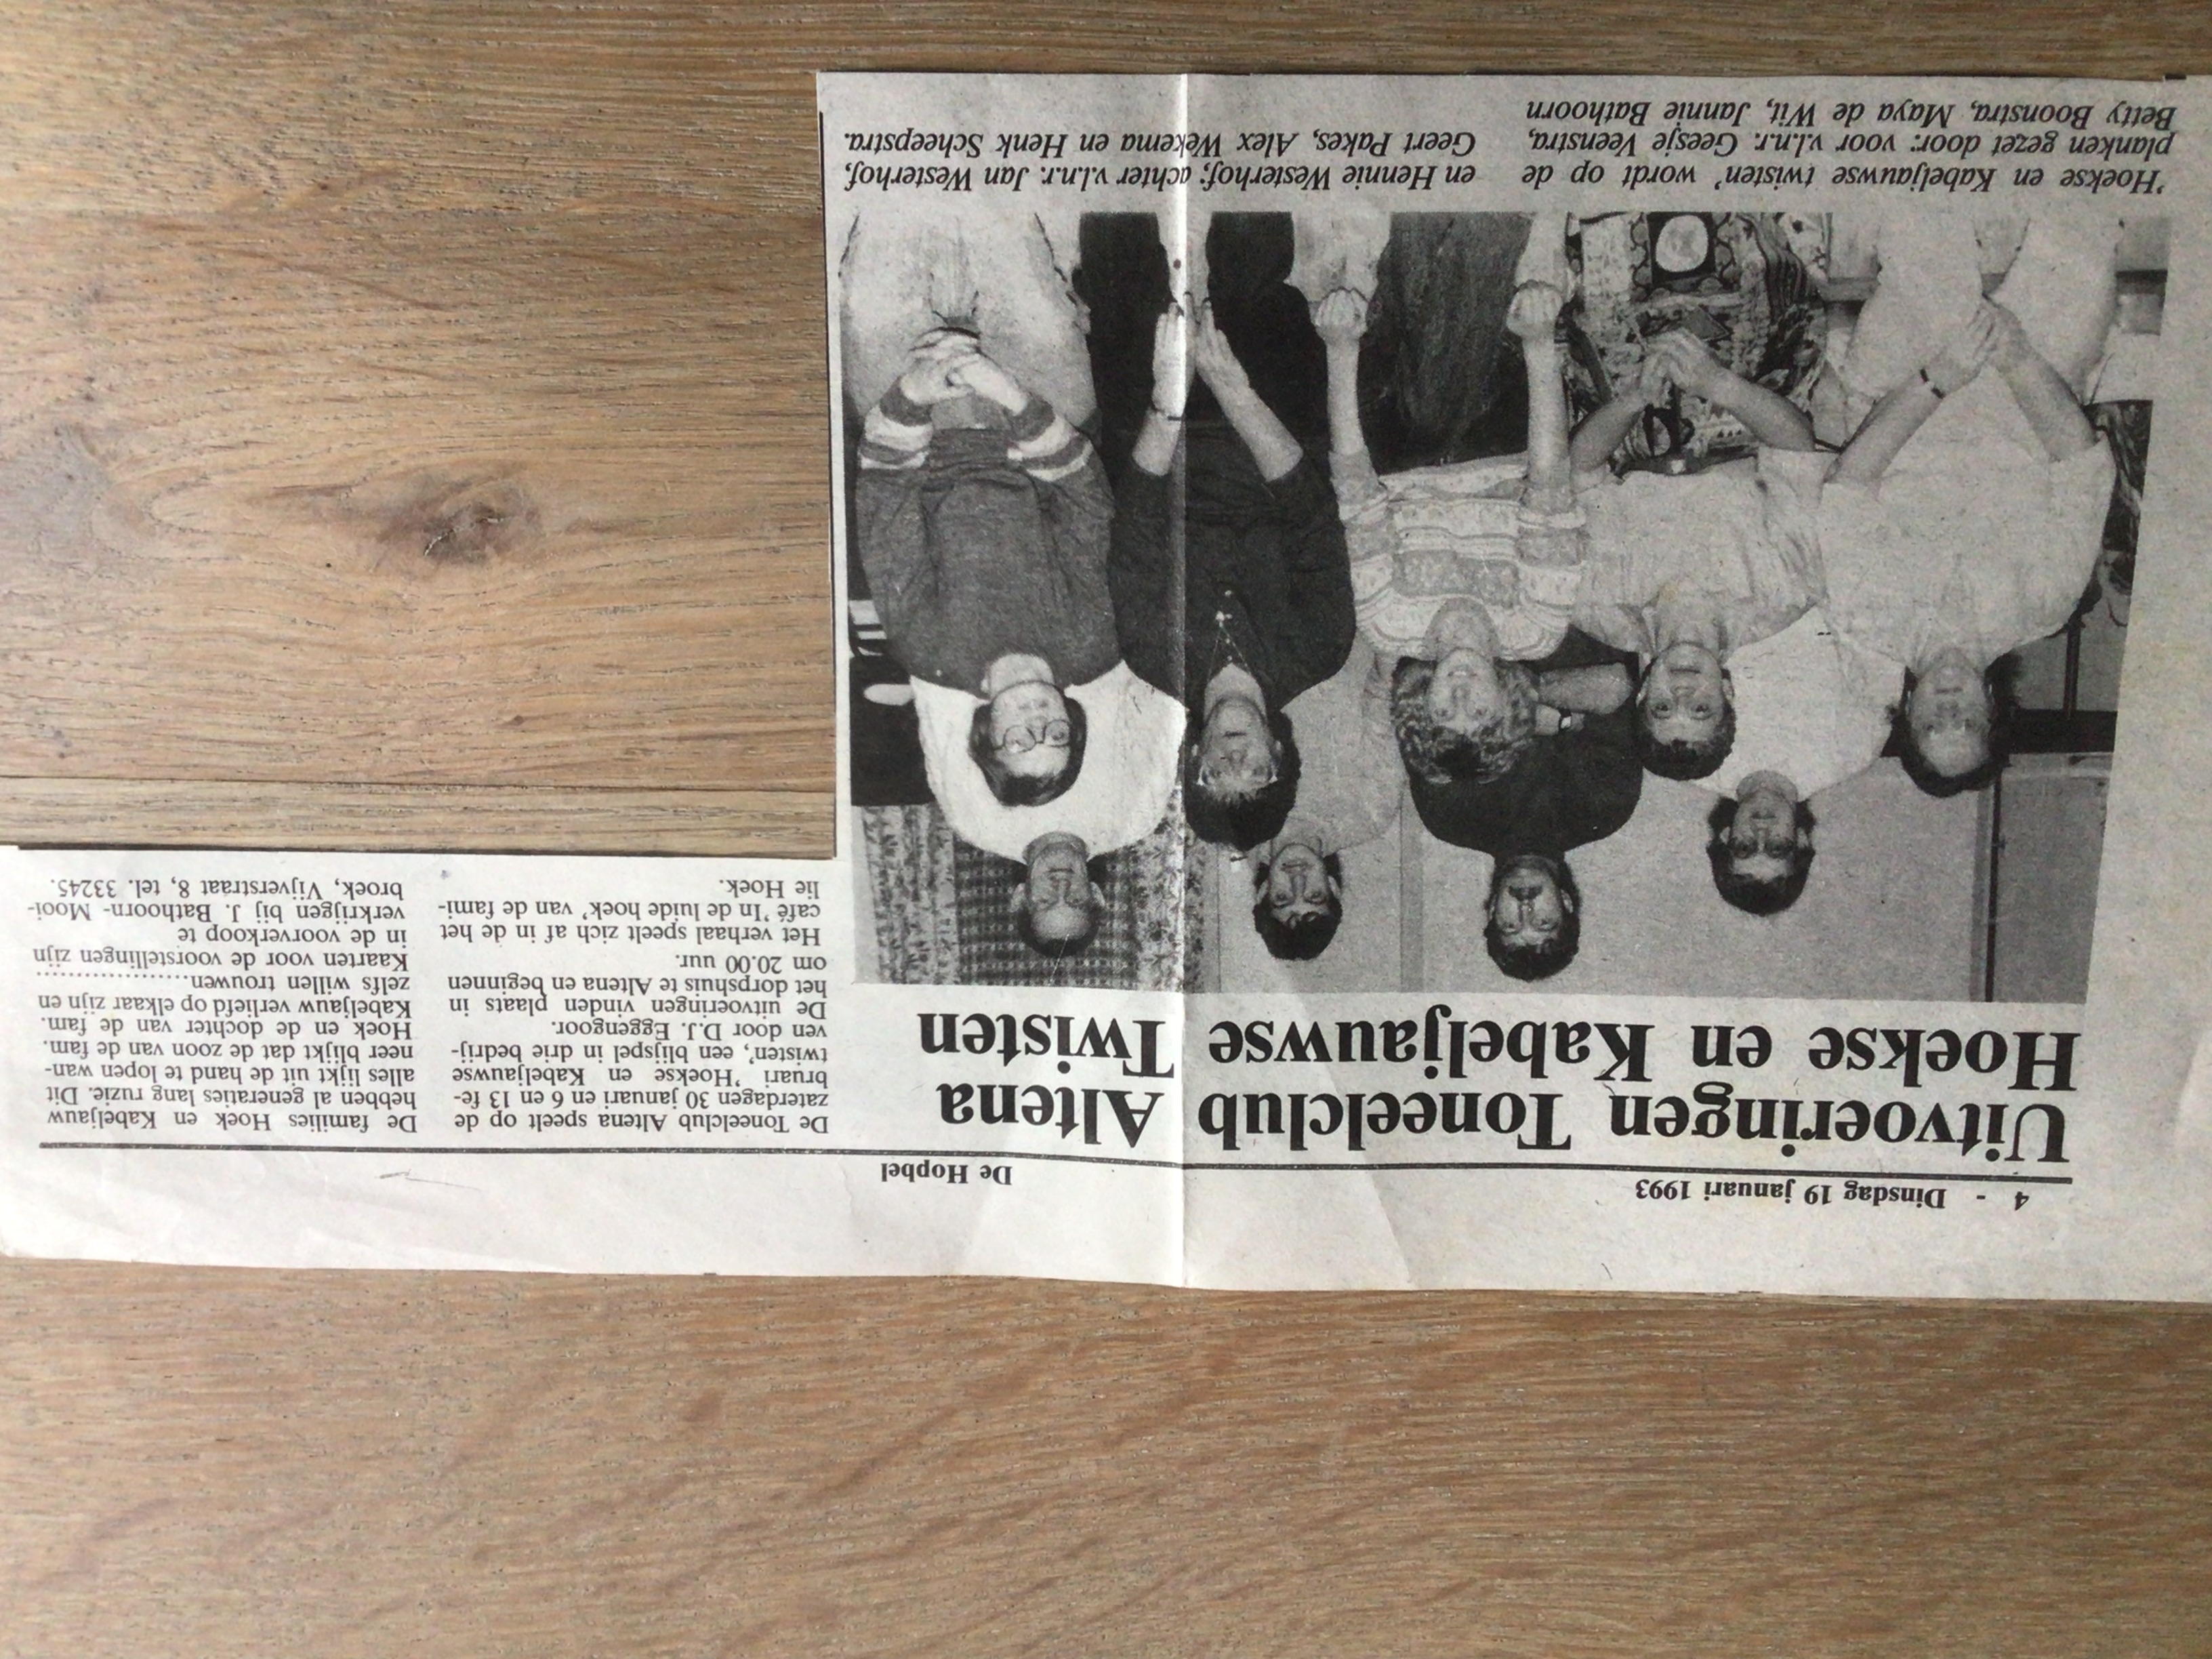 4 - Dinsdag 19 januari 1993
De Hopbel
Uitvoeringen Toneelclub Altena
Hoekse en Kabeljauwse Twisten
'Hoekse en Kabeljauwse twisten' wordt op de
planken gezet door: voor v.l.n.r. Geesje Veenstra,
Betty Boonstra, Maya de Wit, Jannie Bathoorn
en Hennie Westerhof; achter v.l.n.r. Jan Westerhof,
Geert Pakes, Alex Wekema en Henk Scheepstra.
De Toneelclub Altena speelt op de
zaterdagen 30 januari en 6 en 13 fe-
bruari 'Hoekse en Kabeljauwse
twisten', een blijspel in drie bedrij-
ven door D.J. Eggengoor.
De uitvoeringen vinden plaats in
het dorpshuis te Altena en beginnen
om 20.00 uur.
Het verhaal speelt zich af in de het
café 'In de luide hoek' van de fami-
lie Hoek.
De families Hoek en Kabeljauw
hebben al generaties lang ruzie. Dit
alles lijkt uit de hand te lopen wan-
neer blijkt dat de zoon van de fam.
Hoek en de dochter van de fam.
Kabeljauw verliefd op elkaar zijn en
zelfs willen trouwen..................
Kaarten voor de voorstellingen zijn
in de voorverkoop te
verkrijgen bij J. Bathoorn- Mooi-
broek, Vijverstraat 8, tel. 33245.